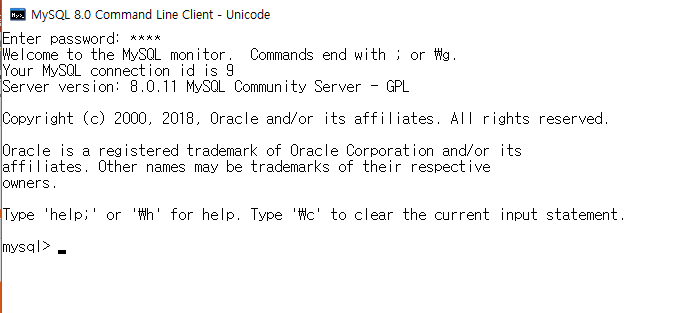 MySQL 8.0 Command Line Client - Unicode
Enter password: ****
Welcome to the MySQL monitor.  Commands end with ; or ₩g.
Your MySQL connection id is 9
Server version: 8.0.11 MySQL Community Server - GPL
Copyright (c) 2000, 2018, Oracle and/or its affiliates. All rights reserved.
Oracle is a registered trademark of Oracle Corporation and/or its
affiliates. Other names may be trademarks of their respective
owners.
Type 'help;' or '₩h' for help. Type '₩c' to clear the current input statement.
mysql>